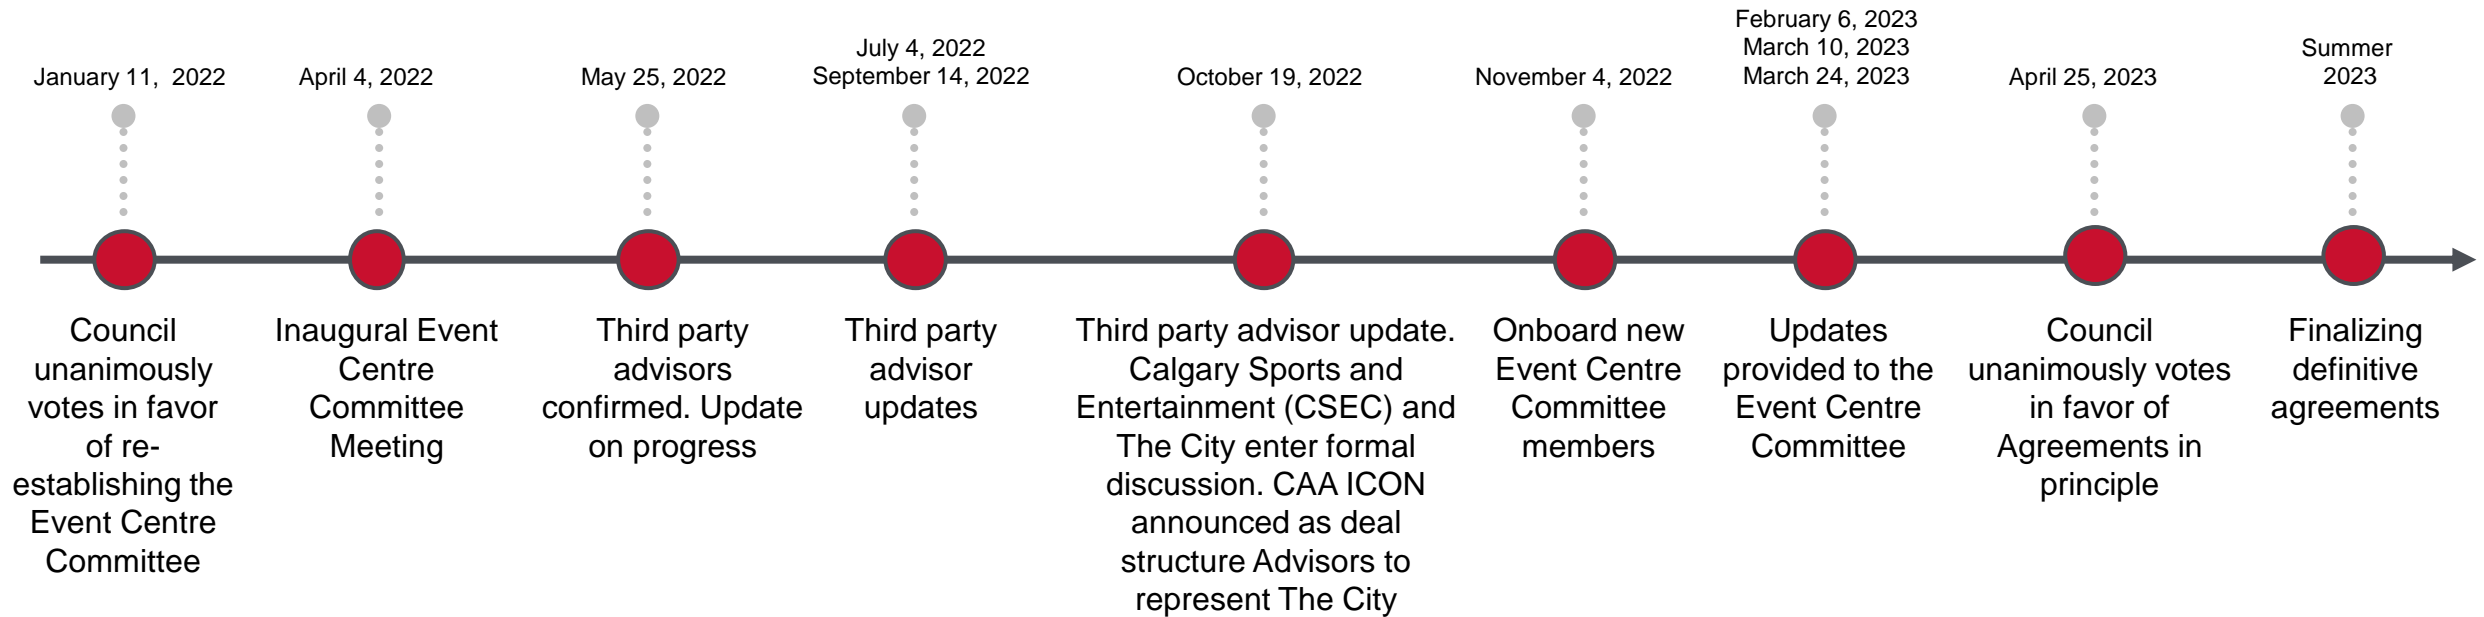 January 11, 2022
Council
unanimously
votes in favor
of re-
establishing the
Event Centre
Committee
April 4, 2022
Inaugural Event
Centre
Committee
Meeting
May 25, 2022
Third party
advisors
confirmed. Update
on progress
July 4, 2022
September 14, 2022
Third party
advisor
updates
October 19, 2022
Third party advisor update.
Calgary Sports and
Entertainment (CSEC) and
The City enter formal
discussion. CAA ICON
announced as deal
structure Advisors to
represent The City
November 4, 2022
Onboard new
Event Centre
Committee
members
February 6, 2023
March 10, 2023
March 24, 2023
Updates
provided to the
Event Centre
Committee
April 25, 2023
Council
unanimously votes
in favor of
Agreements in
principle
Summer
2023
Finalizing
definitive
agreements